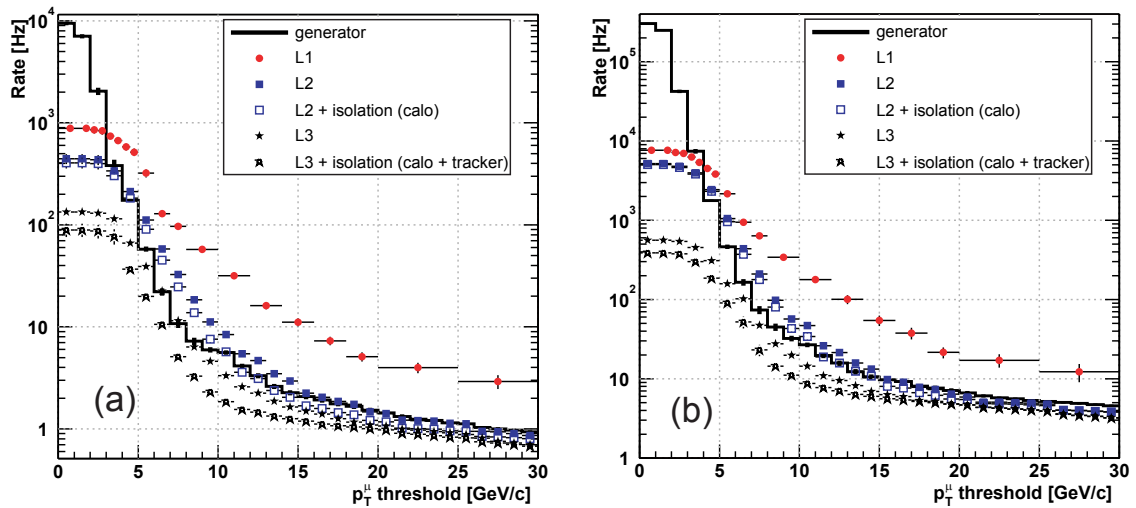 Rate [Hz]
10⁴
10³
10²
10
1
generator
L1
L2
L2 + isolation (calo)
L3
L3 + isolation (calo + tracker)
(a)
0 5 10 15 20 25 30
p_T^μ threshold [GeV/c]
Rate [Hz]
10⁵
10⁴
10³
10²
10
1
generator
L1
L2
L2 + isolation (calo)
L3
L3 + isolation (calo + tracker)
(b)
0 5 10 15 20 25 30
p_T^μ threshold [GeV/c]